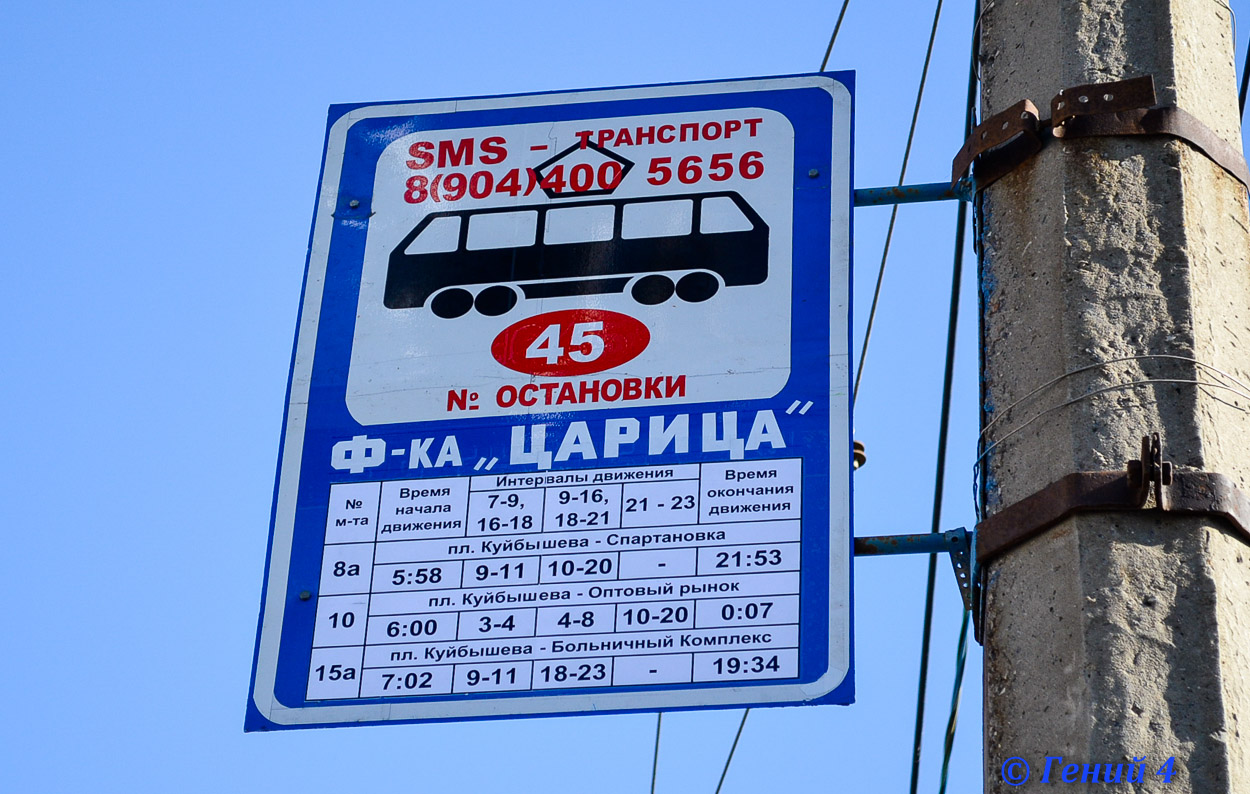 SMS - ТРАНСПОРТ
8(904)400 5656
45
№ ОСТАНОВКИ
Ф-КА „ЦАРИЦА”
№ м-та Время начала движения Интервалы движения Время окончания движения
7-9, 16-18 9-16, 18-21 21 - 23
пл. Куйбышева - Спартановка
8а 5:58 9-11 10-20 - 21:53
пл. Куйбышева - Оптовый рынок
10 6:00 3-4 4-8 10-20 0:07
пл. Куйбышева - Больничный Комплекс
15а 7:02 9-11 18-23 - 19:34
© Гений 4